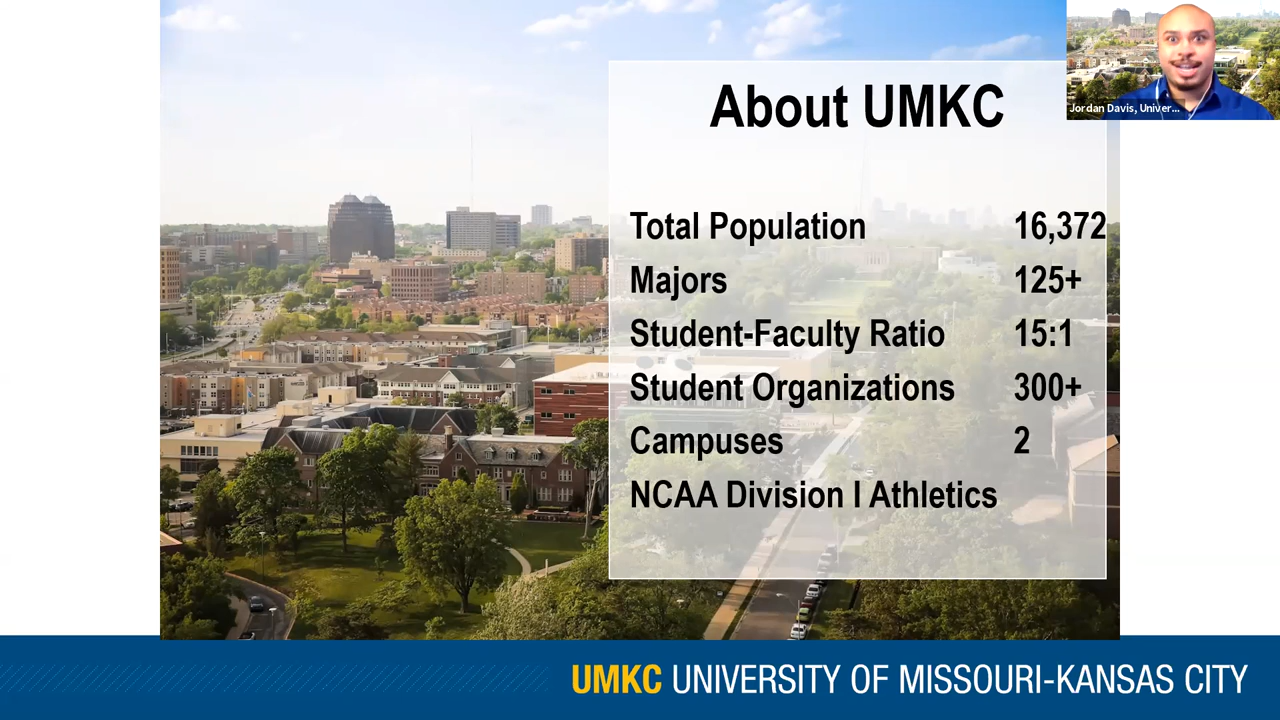 About UMKC
Jordan Davis, Univer...
Total Population 16,372
Majors 125+
Student-Faculty Ratio 15:1
Student Organizations 300+
Campuses 2
NCAA Division I Athletics
UMKC UNIVERSITY OF MISSOURI-KANSAS CITY